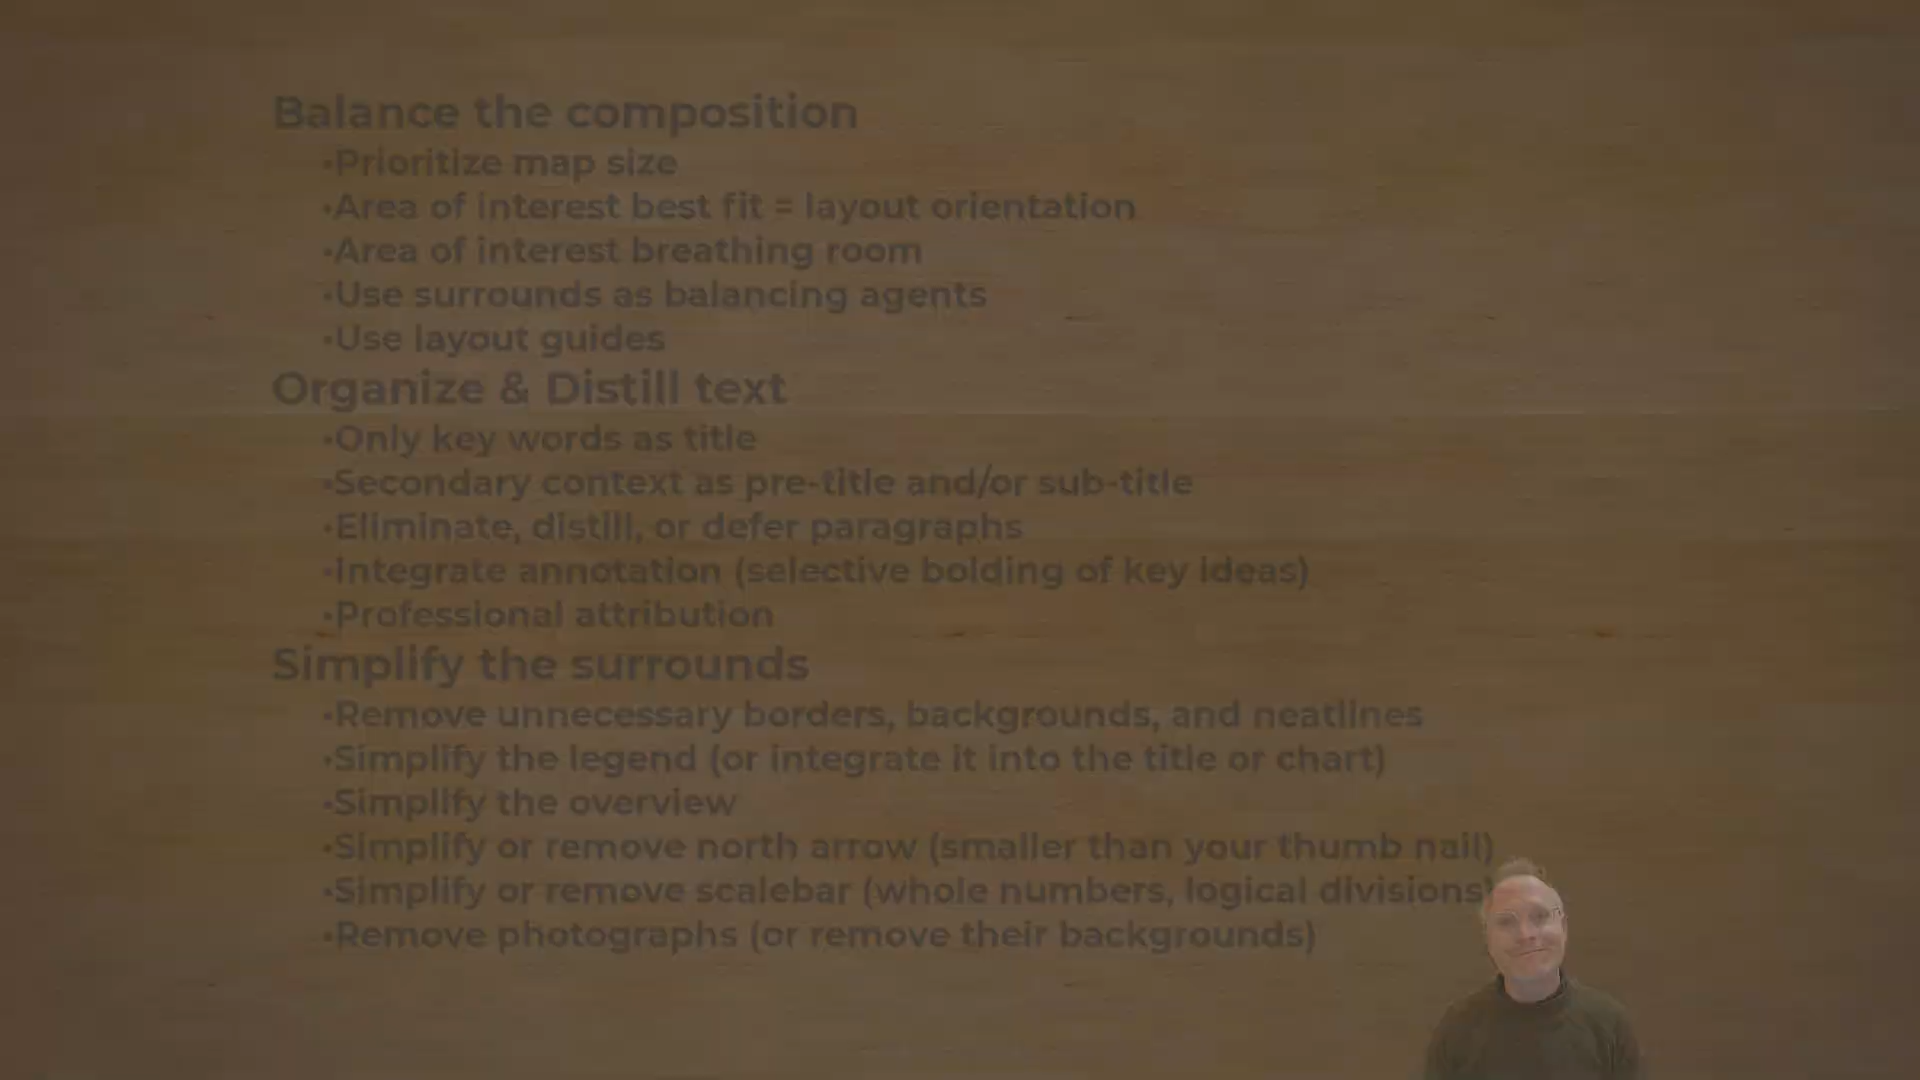 Balance the composition
•Prioritize map size
•Area of interest best fit = layout orientation
•Area of interest breathing room
•Use surrounds as balancing agents
•Use layout guides
Organize & Distill text
•Only key words as title
•Secondary context as pre-title and/or sub-title
•Eliminate, distill, or defer paragraphs
•Integrate annotation (selective bolding of key ideas)
•Professional attribution
Simplify the surrounds
•Remove unnecessary borders, backgrounds, and neatlines
•Simplify the legend (or integrate it into the title or chart)
•Simplify the overview
•Simplify or remove north arrow (smaller than your thumb nail)
•Simplify or remove scalebar (whole numbers, logical divisions)
•Remove photographs (or remove their backgrounds)